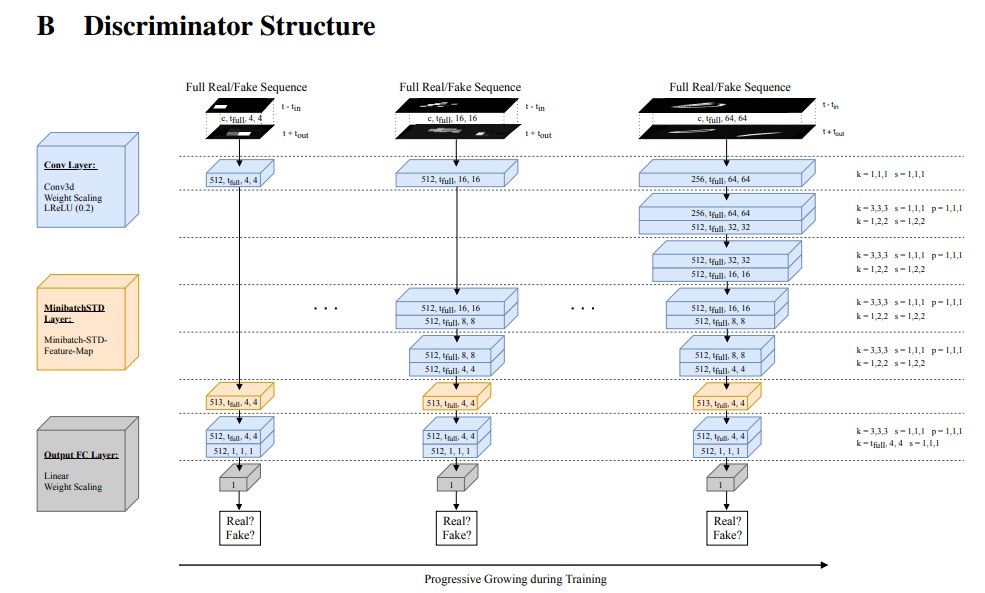 B Discriminator Structure
Full Real/Fake Sequence
Full Real/Fake Sequence
Full Real/Fake Sequence
t - tin
c, tfull, 4, 4
t + tout
t - tin
c, tfull, 16, 16
t + tout
t - tin
c, tfull, 64, 64
t + tout
Conv Layer:
Conv3d
Weight Scaling
LReLU (0.2)
512, tfull, 4, 4
512, tfull, 16, 16
256, tfull, 64, 64
k = 1,1,1 s = 1,1,1
256, tfull, 64, 64
512, tfull, 32, 32
k = 3,3,3 s = 1,1,1 p = 1,1,1
k = 1,2,2 s = 1,2,2
512, tfull, 32, 32
512, tfull, 16, 16
k = 3,3,3 s = 1,1,1 p = 1,1,1
k = 1,2,2 s = 1,2,2
MinibatchSTD
Layer:
Minibatch-STD-
Feature-Map
. . .
512, tfull, 16, 16
512, tfull, 8, 8
. . .
512, tfull, 16, 16
512, tfull, 8, 8
k = 3,3,3 s = 1,1,1 p = 1,1,1
k = 1,2,2 s = 1,2,2
512, tfull, 8, 8
512, tfull, 4, 4
512, tfull, 8, 8
512, tfull, 4, 4
k = 3,3,3 s = 1,1,1 p = 1,1,1
k = 1,2,2 s = 1,2,2
513, tfull, 4, 4
513, tfull, 4, 4
513, tfull, 4, 4
Output FC Layer:
Linear
Weight Scaling
512, tfull, 4, 4
512, 1, 1, 1
512, tfull, 4, 4
512, 1, 1, 1
512, tfull, 4, 4
512, 1, 1, 1
k = 3,3,3 s = 1,1,1 p = 1,1,1
k = tfull, 4, 4 s = 1,1,1
1
1
1
Real?
Fake?
Real?
Fake?
Real?
Fake?
Progressive Growing during Training